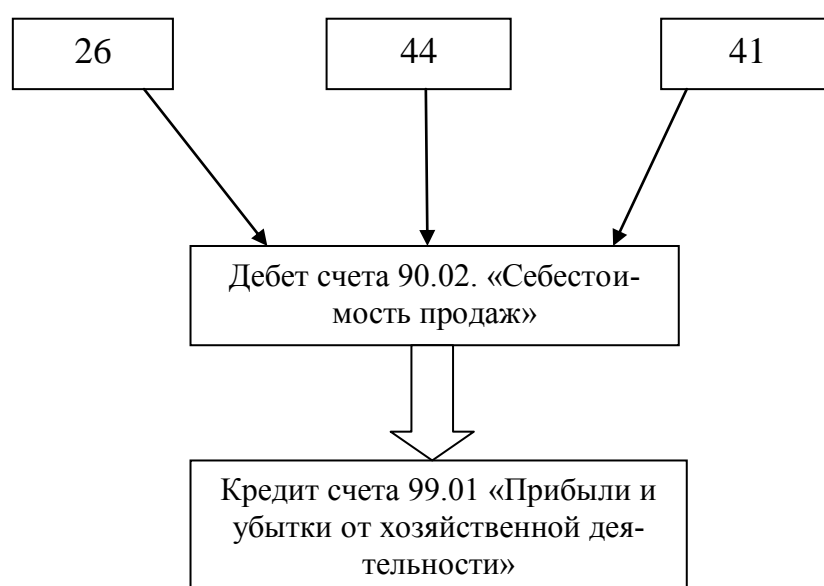 26
44
41
Дебет счета 90.02. «Себестои-
мость продаж»
Кредит счета 99.01 «Прибыли и
убытки от хозяйственной дея-
тельности»